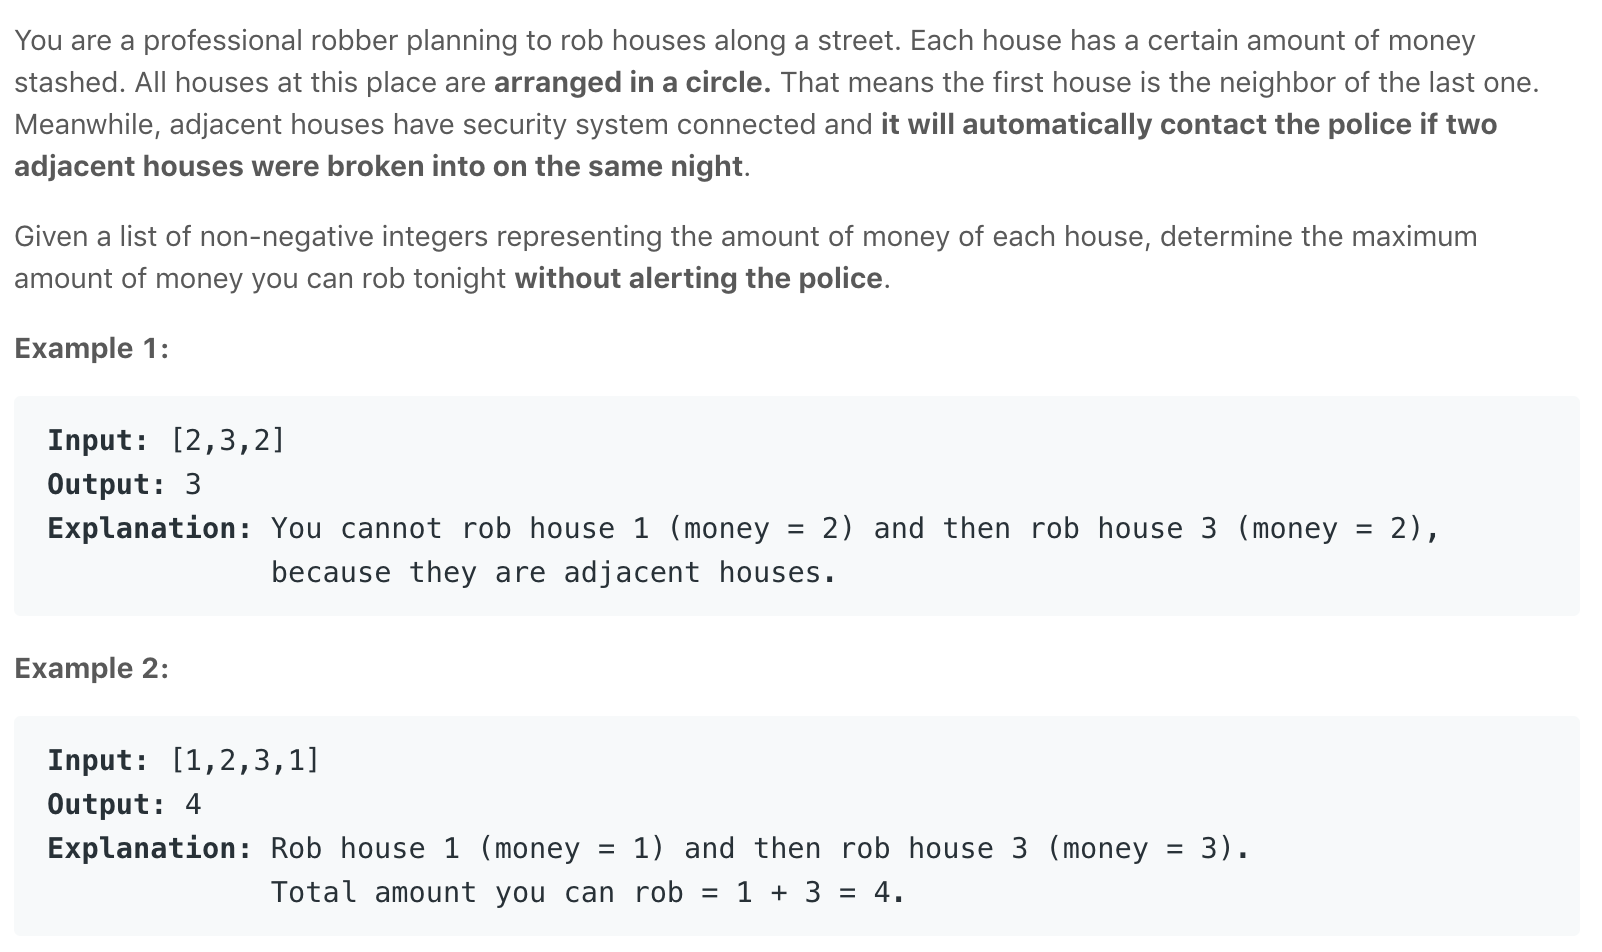 You are a professional robber planning to rob houses along a street. Each house has a certain amount of money
stashed. All houses at this place are arranged in a circle. That means the first house is the neighbor of the last one.
Meanwhile, adjacent houses have security system connected and it will automatically contact the police if two
adjacent houses were broken into on the same night.
Given a list of non-negative integers representing the amount of money of each house, determine the maximum
amount of money you can rob tonight without alerting the police.
Example 1:
Input: [2,3,2]
Output: 3
Explanation: You cannot rob house 1 (money = 2) and then rob house 3 (money = 2),
because they are adjacent houses.
Example 2:
Input: [1,2,3,1]
Output: 4
Explanation: Rob house 1 (money = 1) and then rob house 3 (money = 3).
Total amount you can rob = 1 + 3 = 4.